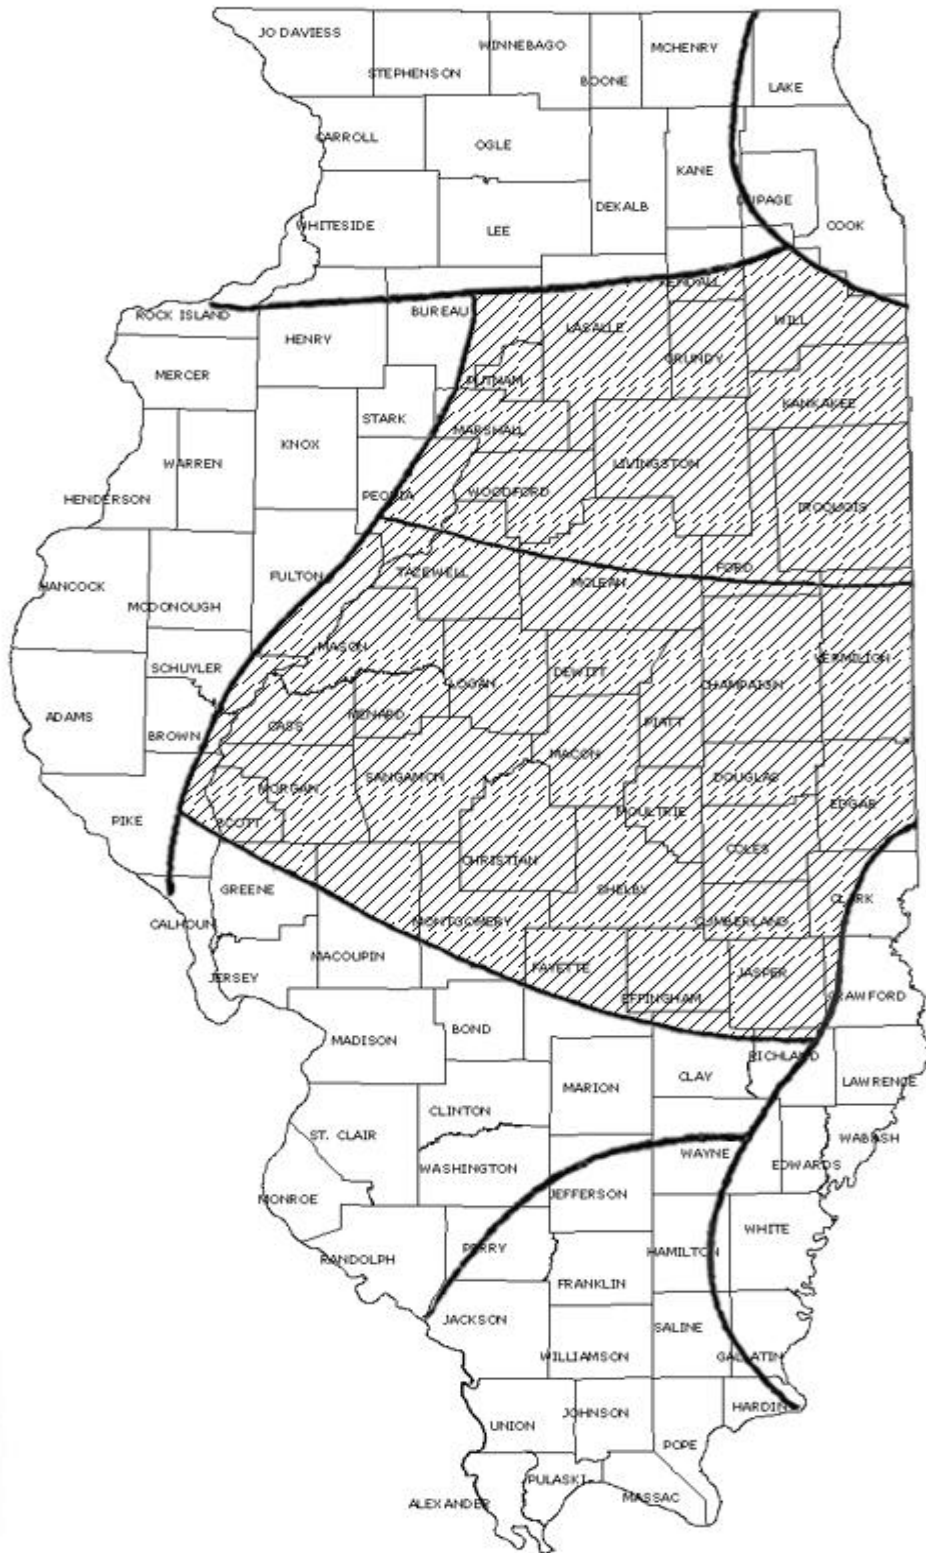 JO DAVIESS
STEPHENSON
WINNEBAGO
BOONE
MCHENRY
LAKE
CARROLL
OGLE
KANE
DUPAGE
COOK
DEKALB
WHITESIDE
LEE
KENDALL
ROCK ISLAND
BUREAU
HENRY
LASALLE
WILL
GRUNDY
MERCER
PUTNAM
KANKAKEE
STARK
MARSHALL
KNOX
WARREN
LIVINGSTON
HENDERSON
PEORIA
WOODFORD
IROQUOIS
FORD
FULTON
TAZEWELL
MCLEAN
HANCOCK
MCDONOUGH
MASON
SCHUYLER
LOGAN
DEWITT
VERMILION
CHAMPAIGN
ADAMS
CASS
MENARD
PIATT
BROWN
MACON
SANGAMON
DOUGLAS
MORGAN
EDGAR
PIKE
SCOTT
MOULTRIE
COLES
CHRISTIAN
GREENE
SHELBY
CLARK
CALHOUN
MONTGOMERY
CUMBERLAND
MACOUPIN
JERSEY
FAYETTE
JASPER
EFFINGHAM
CRAWFORD
BOND
MADISON
RICHLAND
CLAY
LAWRENCE
MARION
CLINTON
ST. CLAIR
WABASH
WAYNE
EDWARDS
WASHINGTON
MONROE
JEFFERSON
WHITE
RANDOLPH
PERRY
HAMILTON
FRANKLIN
JACKSON
SALINE
WILLIAMSON
GALLATIN
HARDIN
UNION
JOHNSON
POPE
PULASKI
MASSAC
ALEXANDER